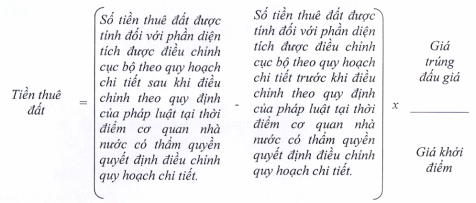 Tiền thuê đất
=
Số tiền thuê đất được
tính đối với phần diện
tích được điều chỉnh
cục bộ theo quy hoạch
chi tiết sau khi điều
chỉnh theo quy định
của pháp luật tại thời
điểm cơ quan nhà
nước có thẩm quyền
quyết định điều chỉnh
quy hoạch chi tiết.
-
Số tiền thuê đất được
tính đối với phần diện
tích được điều chỉnh
cục bộ theo quy hoạch
chi tiết trước khi điều
chỉnh theo quy định
của pháp luật tại thời
điểm cơ quan nhà
nước có thẩm quyền
quyết định điều chỉnh
quy hoạch chi tiết.
x
Giá
trúng
đấu giá
Giá khởi
điểm